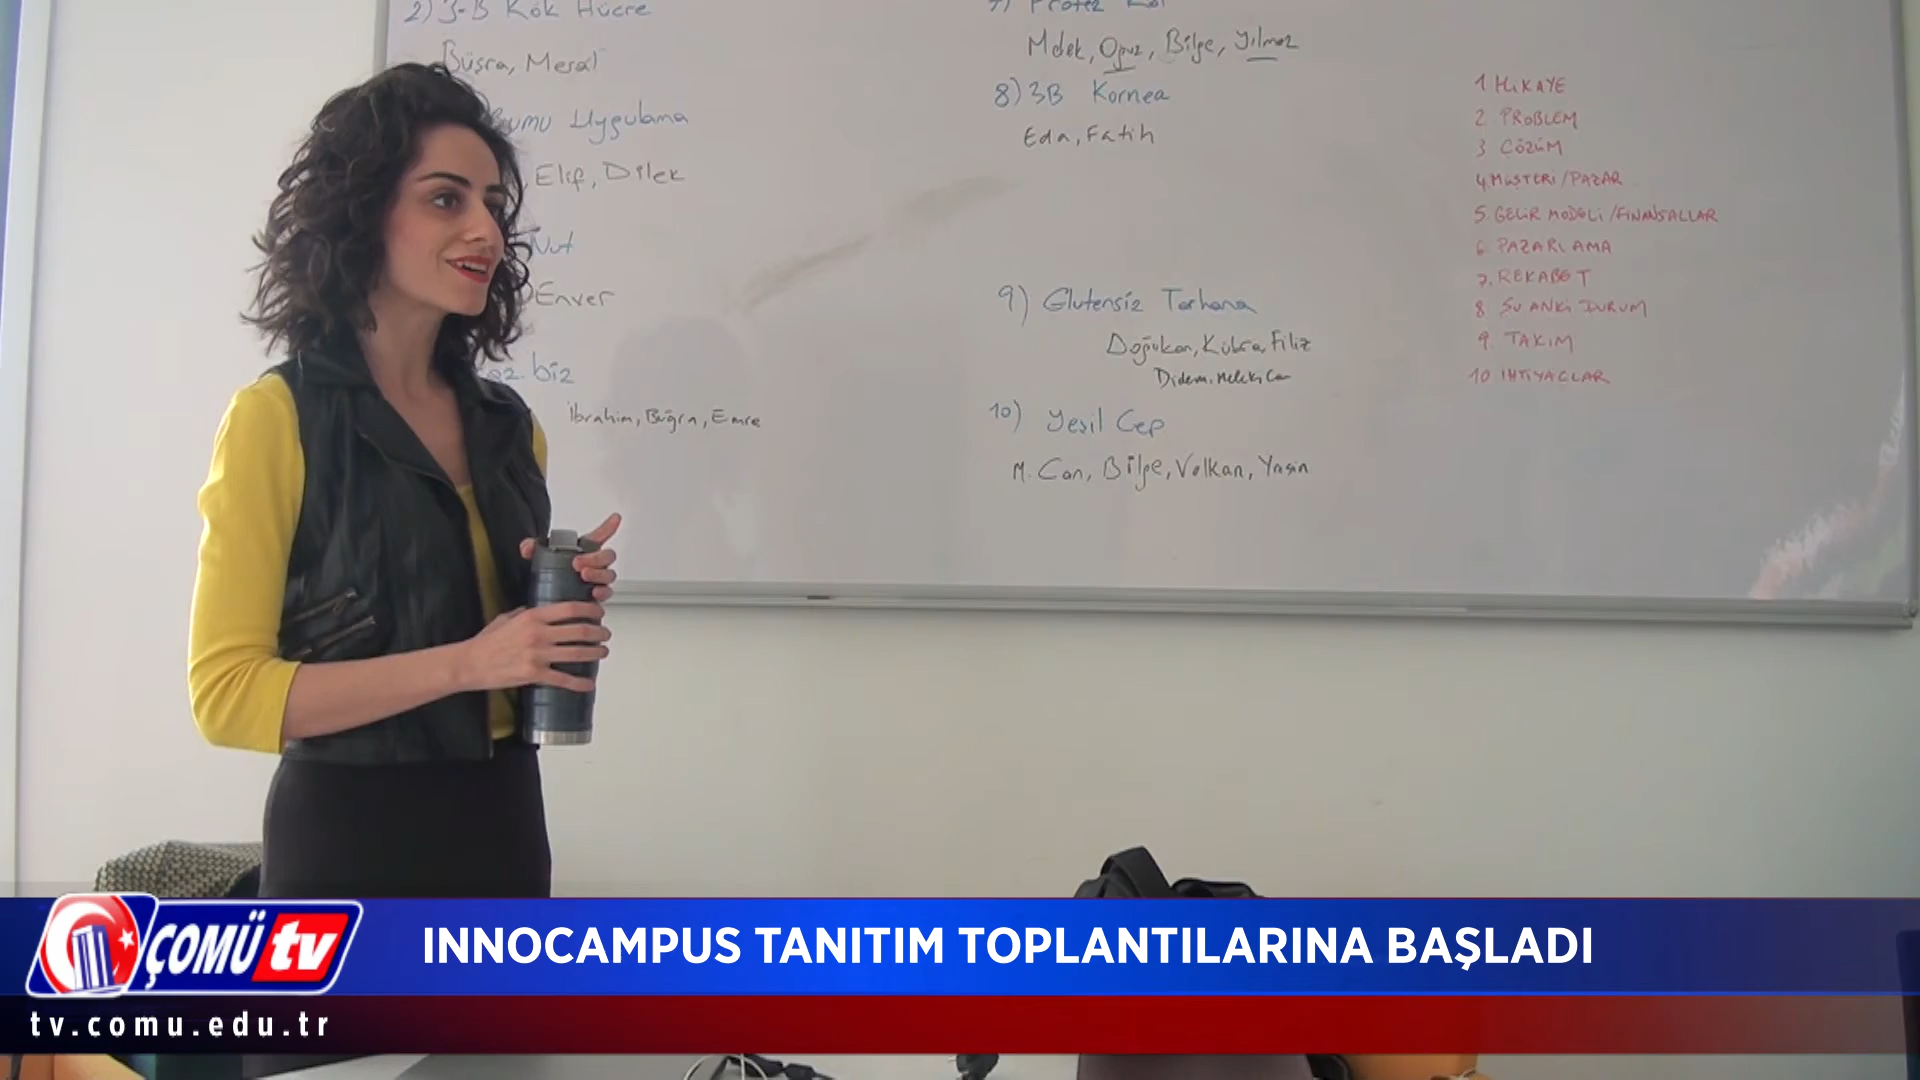 2) 3-B Kök Hücre
Büşra, Meral
Uygulama
, Elif, Dilek
Nut
Enver
biz
İbrahim, Buğra, Emre
7) Protez Kol
Melek, Oğuz, Bilge, Yılmaz
8) 3B Kornea
Eda, Fatih
9) Glutensiz Tarhana
Doğukan, Kübra, Filiz
Didem, Melek, Can
10) Yeşil Cep
M. Can, Bilge, Volkan, Yasin
1 HİKAYE
2 PROBLEM
3 ÇÖZÜM
4 MÜŞTERİ / PAZAR
5. GELİR MODELİ / FİNANSALLAR
6 PAZARLAMA
7. REKABET
8 ŞU ANKİ DURUM
9. TAKIM
10 İHTİYAÇLAR
ÇOMÜ tv
INNOCAMPUS TANITIM TOPLANTILARINA BAŞLADI
tv.comu.edu.tr